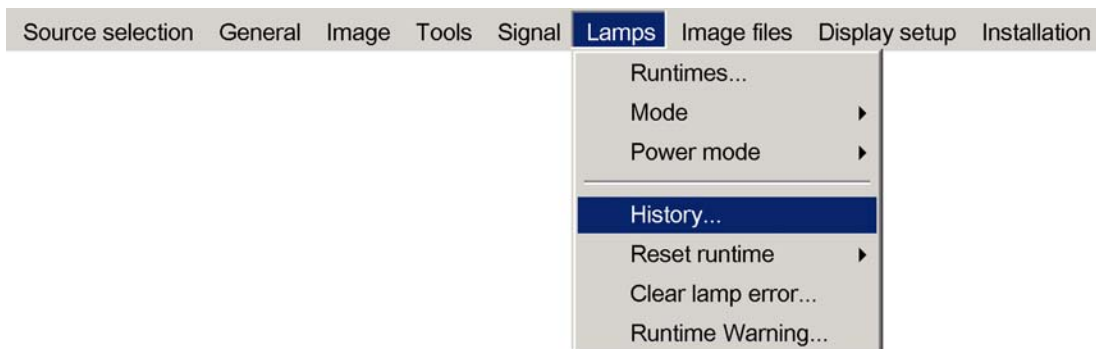 Source selection General Image Tools Signal Lamps Image files Display setup Installation
Runtimes...
Mode
Power mode
History...
Reset runtime
Clear lamp error...
Runtime Warning...